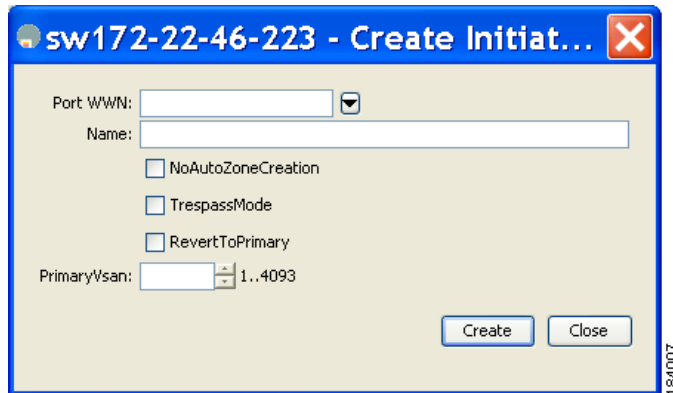 sw172-22-46-223 - Create Initiat...
Port WWN:
Name:
NoAutoZoneCreation
TrespassMode
RevertToPrimary
PrimaryVsan: 1..4093
Create Close
184007